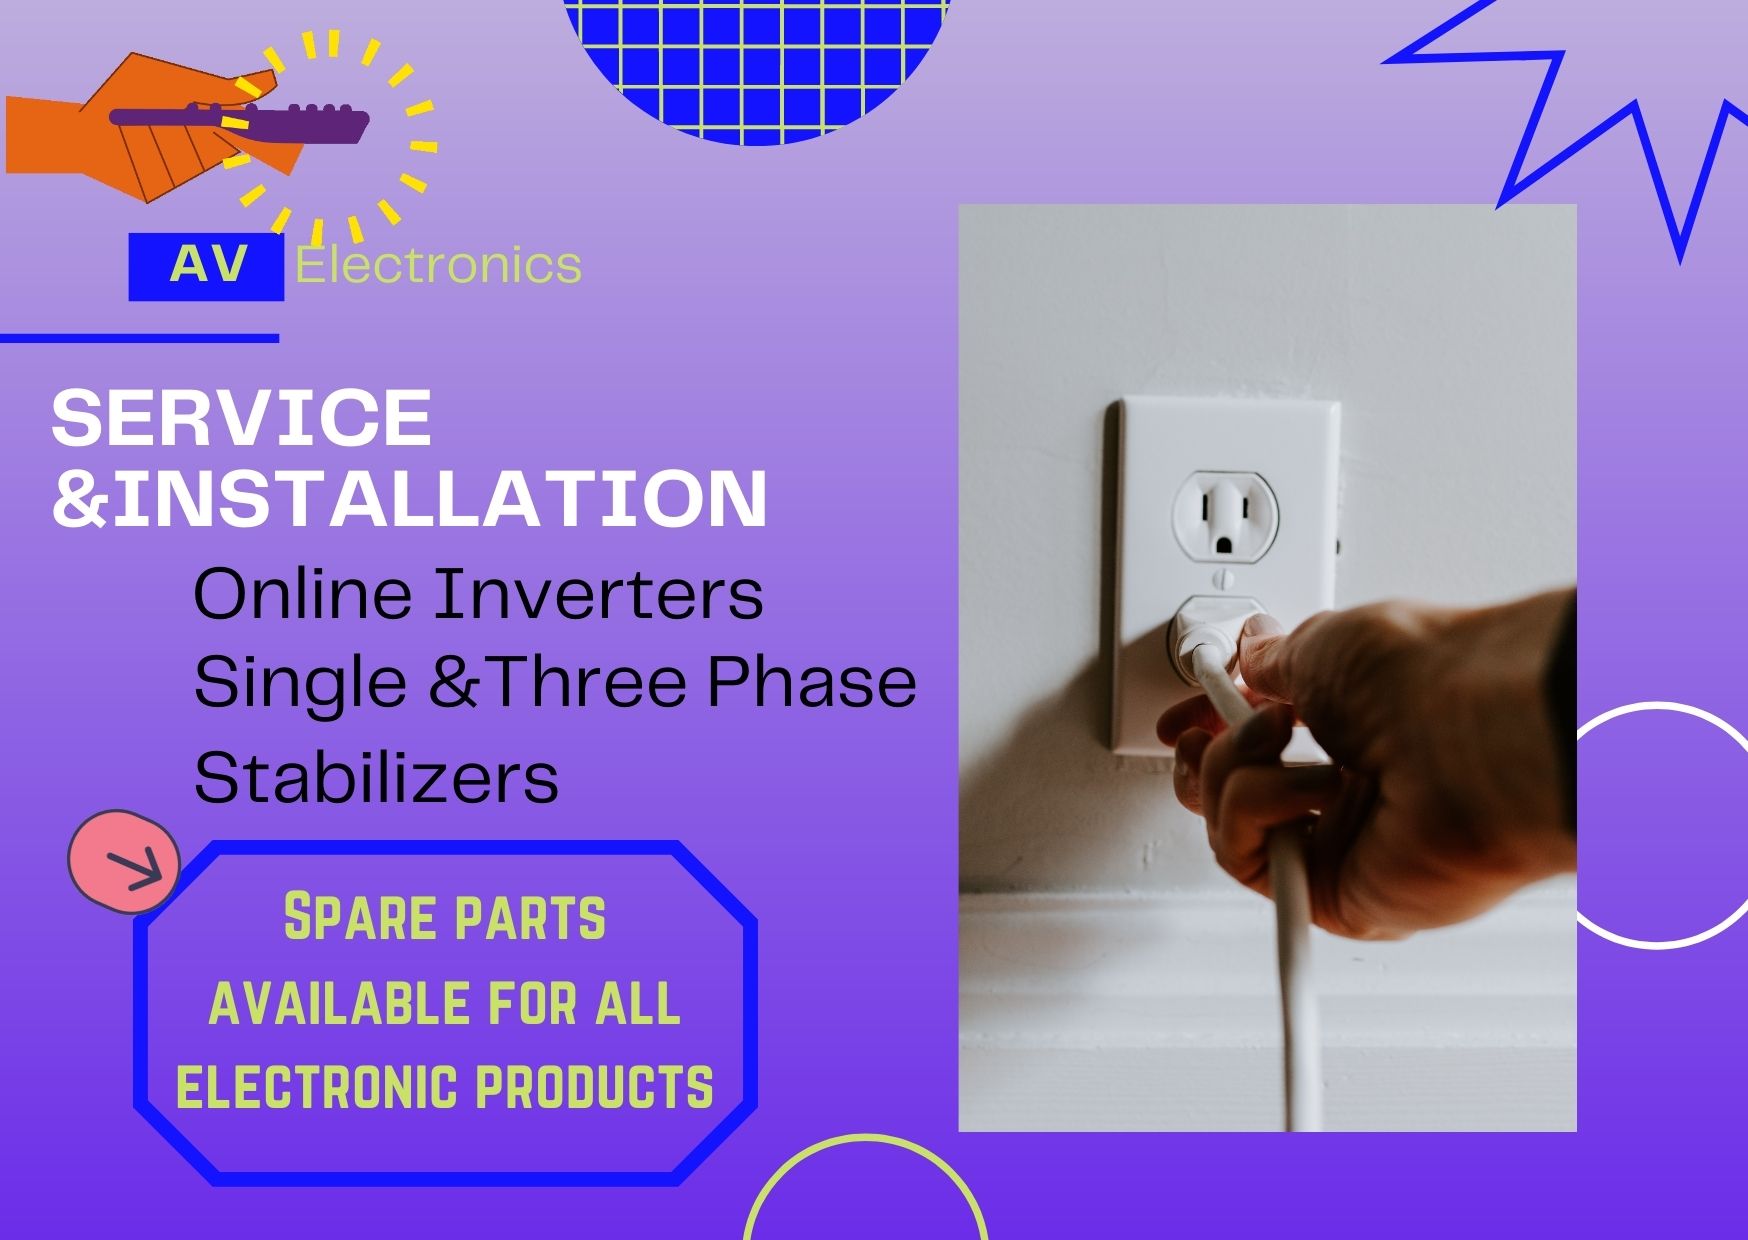 AV Electronics
SERVICE
&INSTALLATION
Online Inverters
Single &Three Phase
Stabilizers
SPARE PARTS
AVAILABLE FOR ALL
ELECTRONIC PRODUCTS